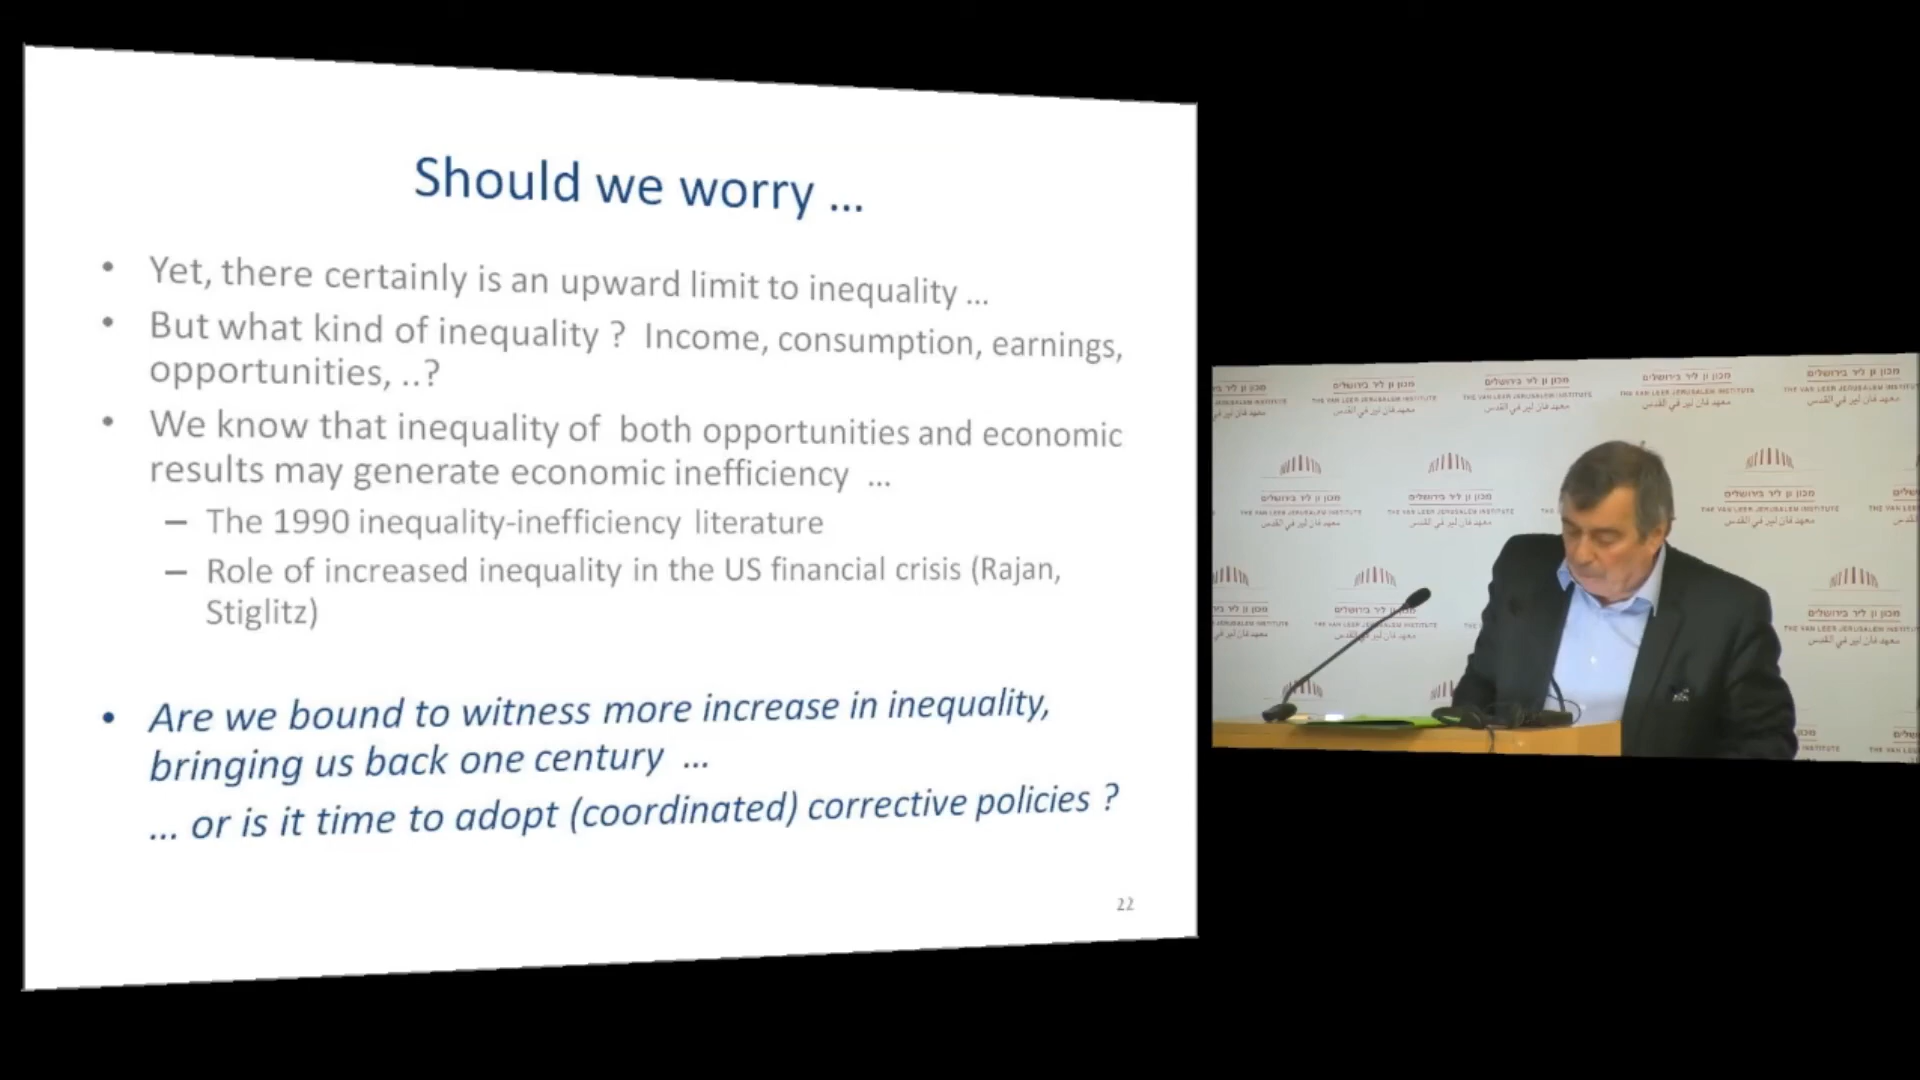 Should we worry ...
• Yet, there certainly is an upward limit to inequality ...
• But what kind of inequality ? Income, consumption, earnings,
opportunities, ..?
• We know that inequality of both opportunities and economic
results may generate economic inefficiency ...
– The 1990 inequality-inefficiency literature
– Role of increased inequality in the US financial crisis (Rajan,
Stiglitz)
• Are we bound to witness more increase in inequality,
bringing us back one century ...
... or is it time to adopt (coordinated) corrective policies ?
22
מכון ון ליר בירושלים
THE VAN LEER JERUSALEM INSTITUTE
معهد فان لير في القدس